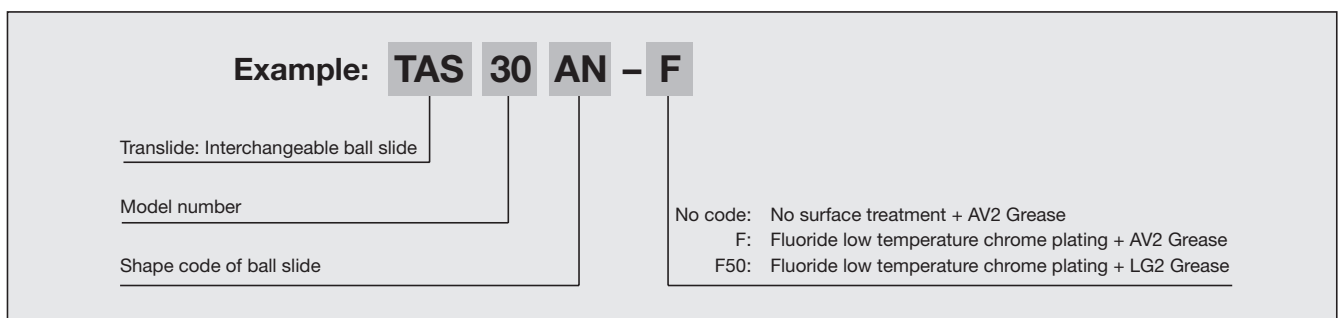 Example: TAS 30 AN – F
Translide: Interchangeable ball slide
Model number
Shape code of ball slide
No code: No surface treatment + AV2 Grease
F: Fluoride low temperature chrome plating + AV2 Grease
F50: Fluoride low temperature chrome plating + LG2 Grease